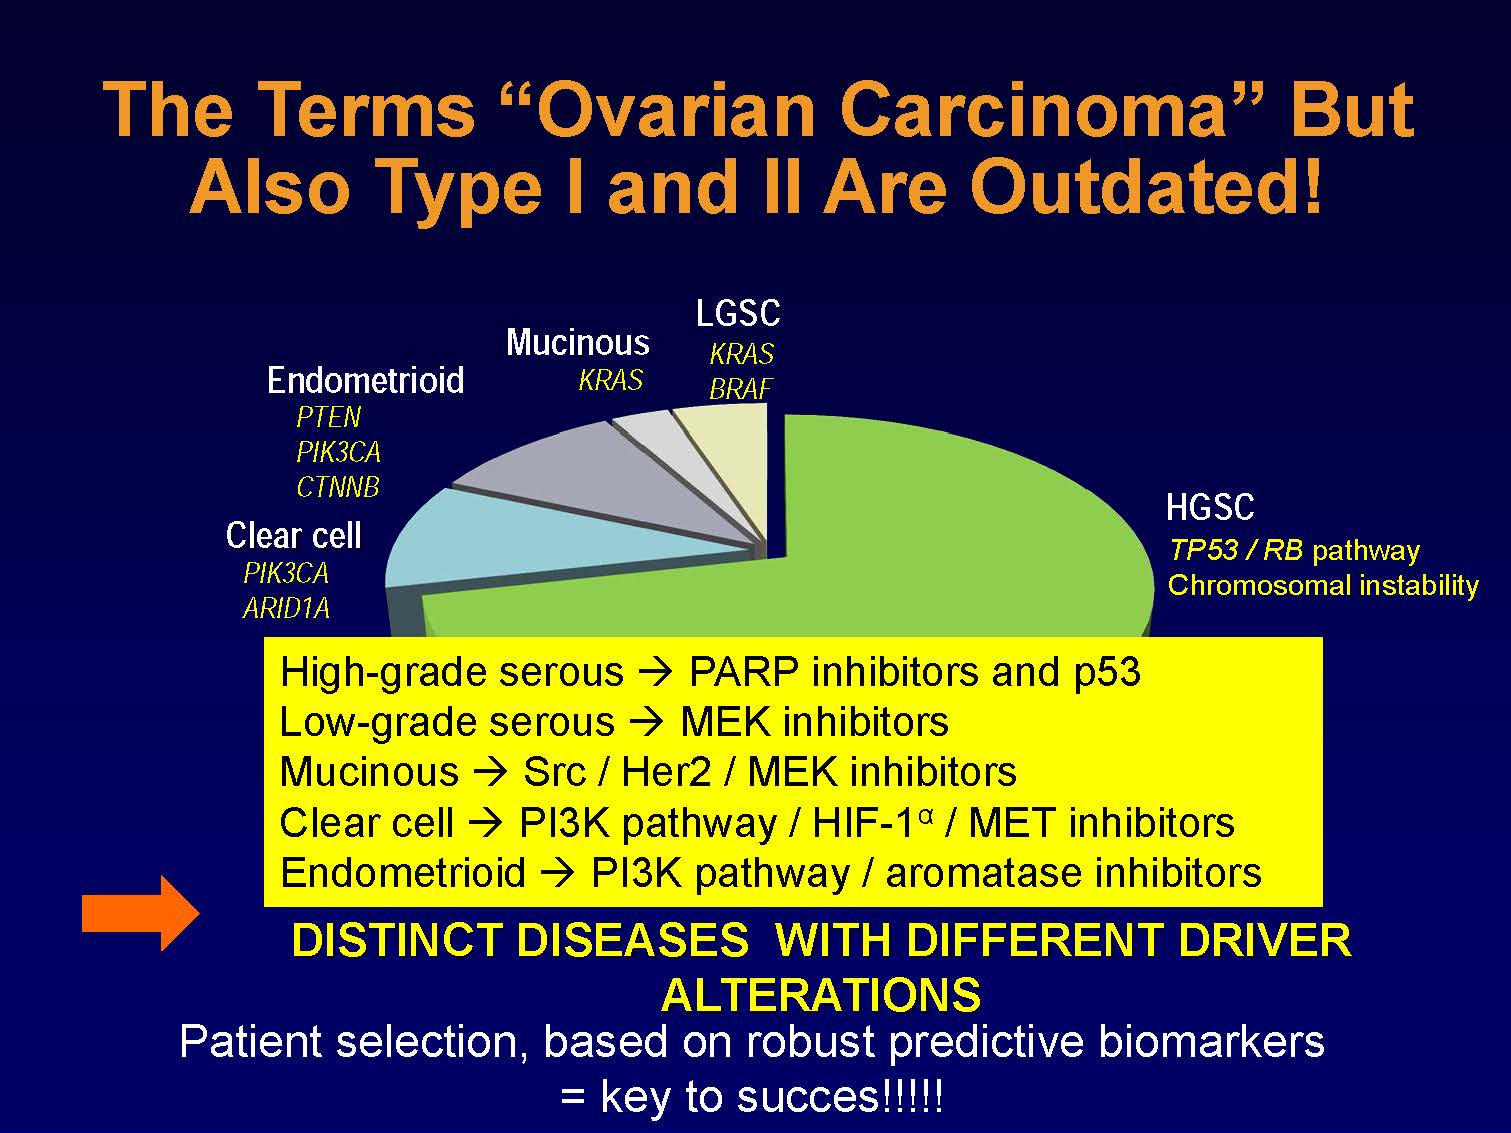 The Terms “Ovarian Carcinoma” But
Also Type I and II Are Outdated!
LGSC
KRAS
BRAF
Mucinous
KRAS
Endometrioid
PTEN
PIK3CA
CTNNB
Clear cell
PIK3CA
ARID1A
HGSC
TP53 / RB pathway
Chromosomal instability
High-grade serous → PARP inhibitors and p53
Low-grade serous → MEK inhibitors
Mucinous → Src / Her2 / MEK inhibitors
Clear cell → PI3K pathway / HIF-1α / MET inhibitors
Endometrioid → PI3K pathway / aromatase inhibitors
DISTINCT DISEASES WITH DIFFERENT DRIVER
ALTERATIONS
Patient selection, based on robust predictive biomarkers
= key to succes!!!!!